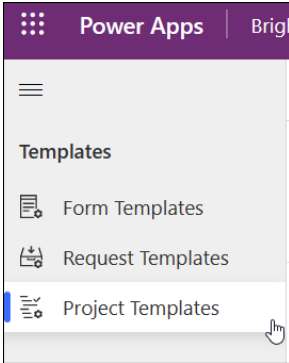 Power Apps
Templates
Form Templates
Request Templates
Project Templates